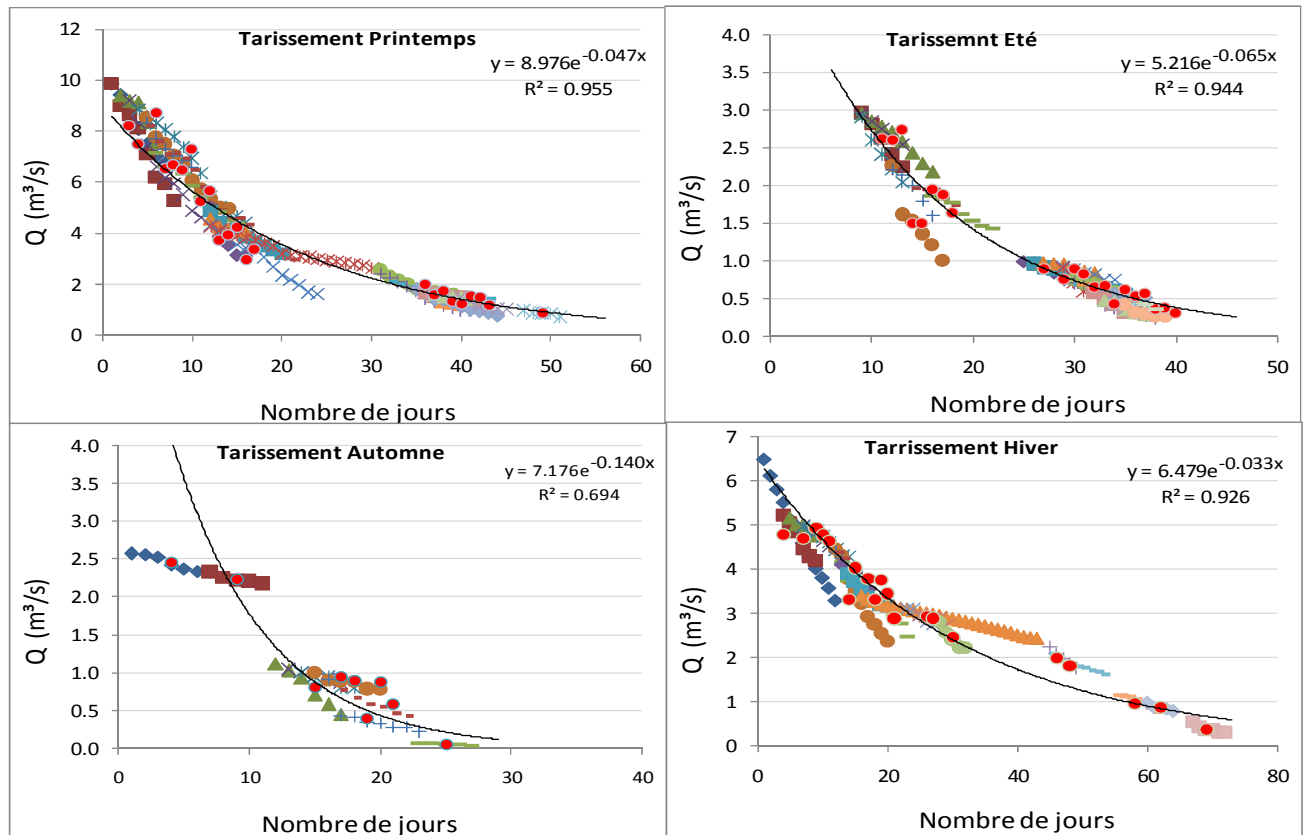 Tarissement Printemps
y = 8.976e^-0.047x
R² = 0.955
Q (m³/s)
12
10
8
6
4
2
0
0 10 20 30 40 50 60
Nombre de jours
Tarissemnt Eté
y = 5.216e^-0.065x
R² = 0.944
Q (m³/s)
4.0
3.5
3.0
2.5
2.0
1.5
1.0
0.5
0.0
0 10 20 30 40 50
Nombre de jours
Tarissement Automne
y = 7.176e^-0.140x
R² = 0.694
Q (m³/s)
4.0
3.5
3.0
2.5
2.0
1.5
1.0
0.5
0.0
0 10 20 30 40
Nombre de jours
Tarrissement Hiver
y = 6.479e^-0.033x
R² = 0.926
Q (m³/s)
7
6
5
4
3
2
1
0
0 20 40 60 80
Nombre de jours